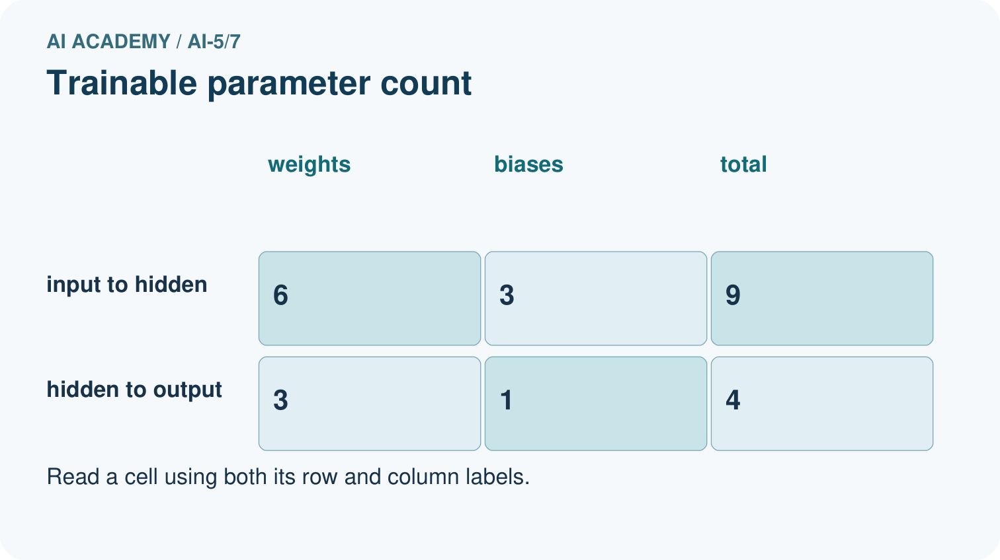 AI ACADEMY / AI-5/7
Trainable parameter count
weights biases total
input to hidden 6 3 9
hidden to output 3 1 4
Read a cell using both its row and column labels.